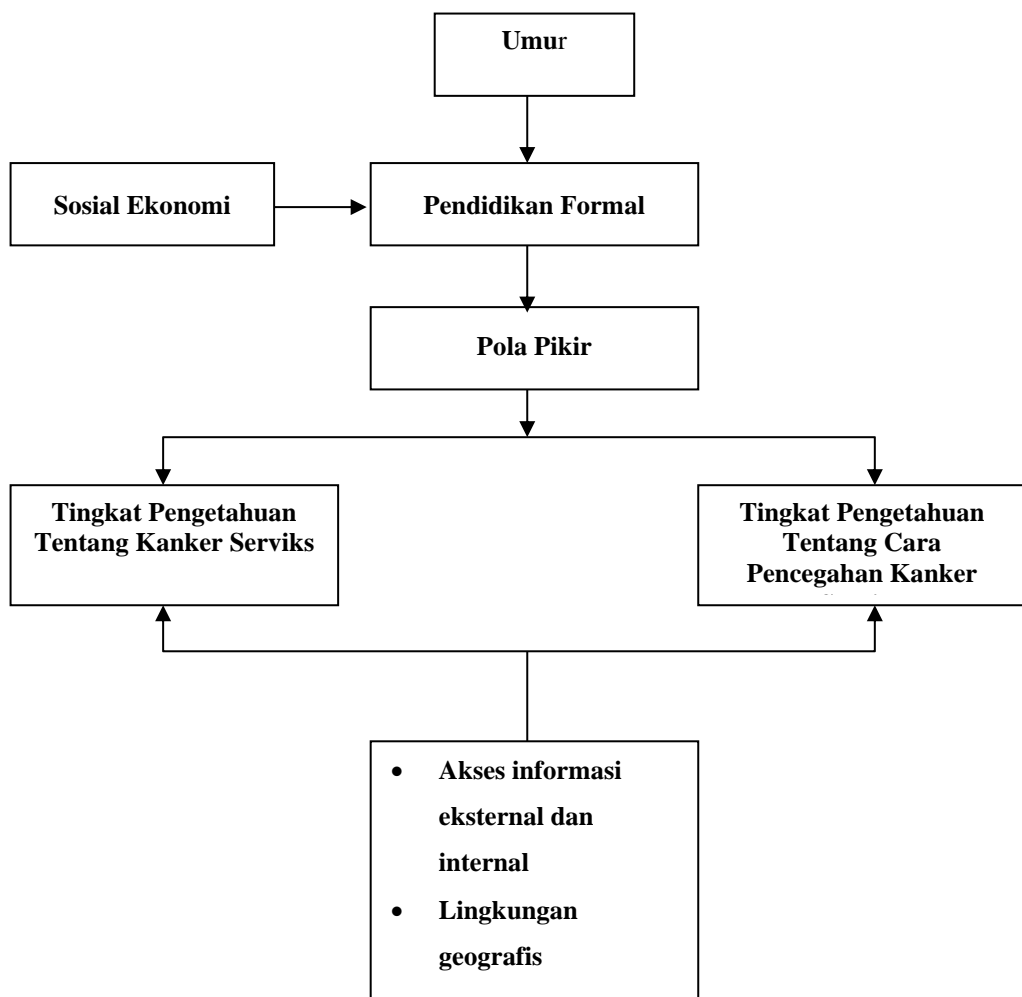 Umur
Sosial Ekonomi
Pendidikan Formal
Pola Pikir
Tingkat Pengetahuan
Tentang Kanker Serviks
Tingkat Pengetahuan
Tentang Cara
Pencegahan Kanker
• Akses informasi
eksternal dan
internal
• Lingkungan
geografis